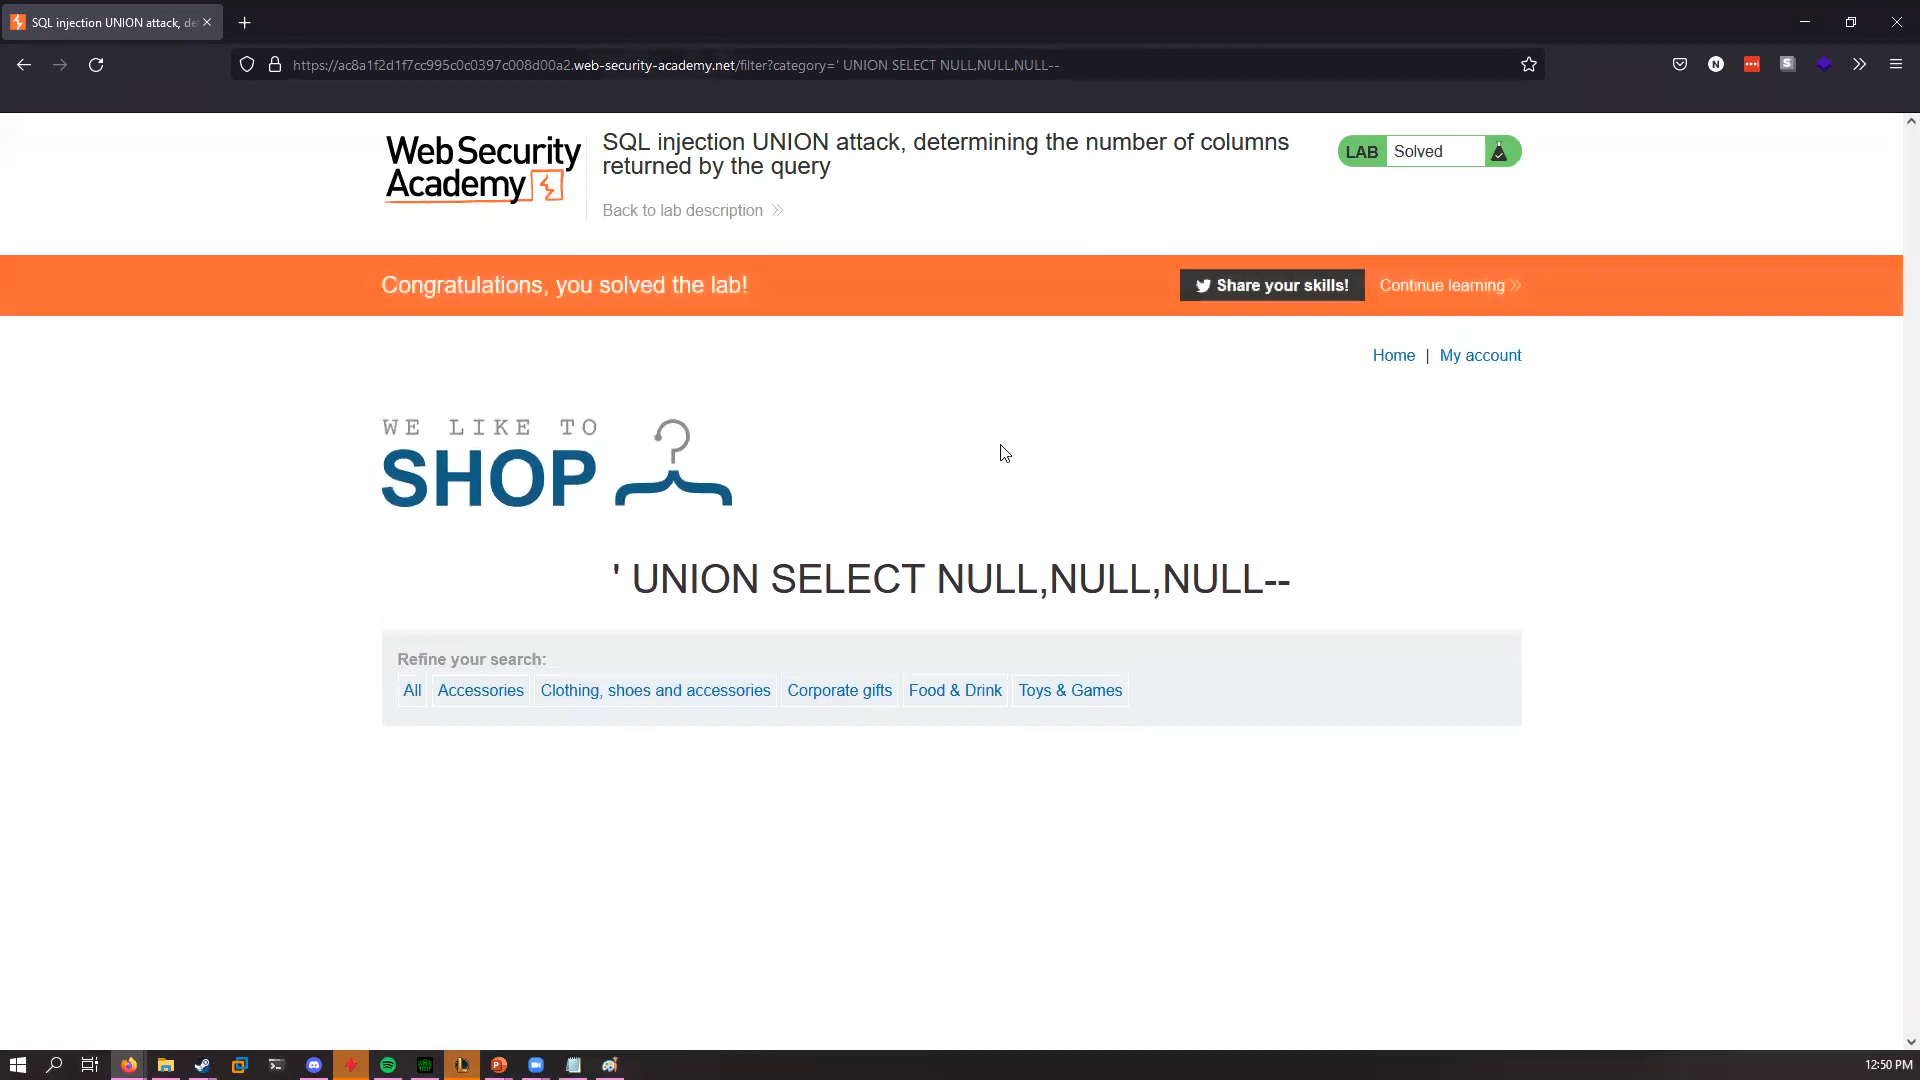 SQL injection UNION attack, de
https://ac8a1f2d1f7cc995c0c0397c008d00a2.web-security-academy.net/filter?category=' UNION SELECT NULL,NULL,NULL--
N
S
Web Security
Academy
SQL injection UNION attack, determining the number of columns
returned by the query
Back to lab description
LAB Solved
Congratulations, you solved the lab!
Share your skills!
Continue learning
Home | My account
WE LIKE TO
SHOP
' UNION SELECT NULL,NULL,NULL--
Refine your search:
All Accessories Clothing, shoes and accessories Corporate gifts Food & Drink Toys & Games
12:50 PM